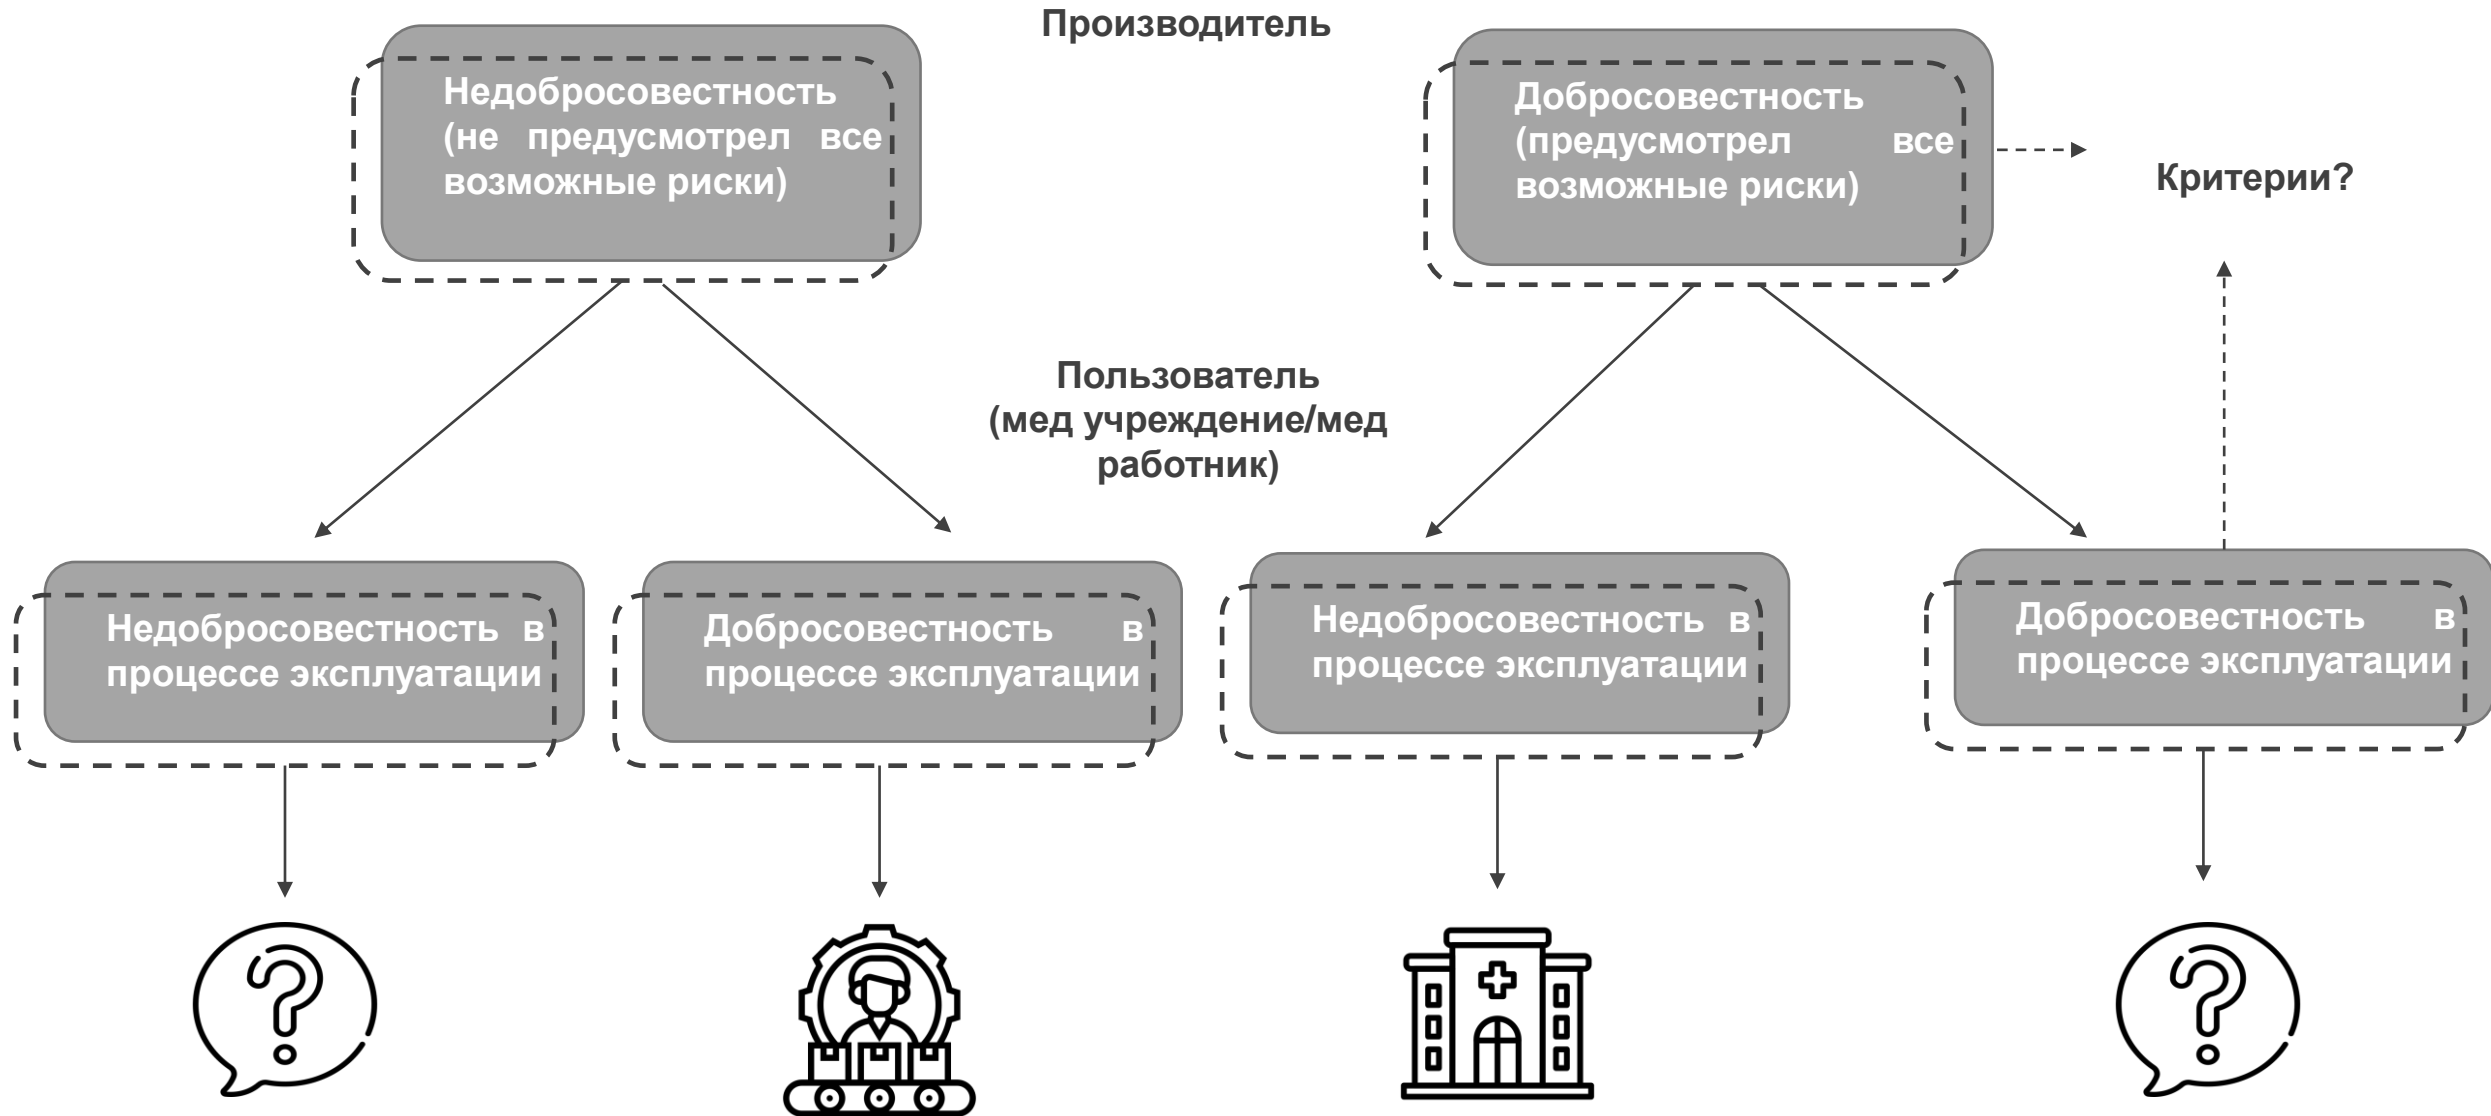 Производитель
Недобросовестность
(не предусмотрел все
возможные риски)
Добросовестность
(предусмотрел все
возможные риски)
Критерии?
Пользователь
(мед учреждение/мед
работник)
Недобросовестность в
процессе эксплуатации
Добросовестность в
процессе эксплуатации
Недобросовестность в
процессе эксплуатации
Добросовестность в
процессе эксплуатации